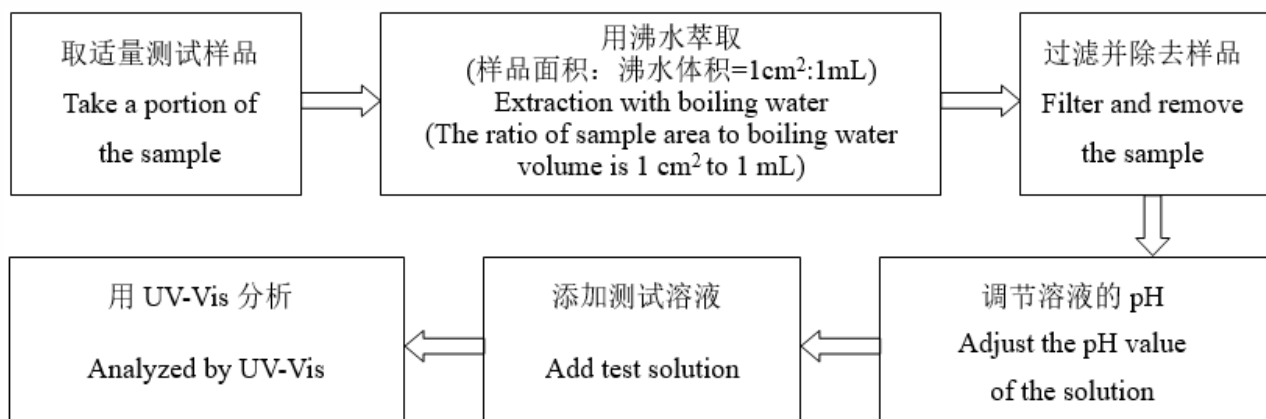 取适量测试样品
Take a portion of
the sample
用沸水萃取
(样品面积：沸水体积=1cm²:1mL)
Extraction with boiling water
(The ratio of sample area to boiling water
volume is 1 cm² to 1 mL)
过滤并除去样品
Filter and remove
the sample
调节溶液的 pH
Adjust the pH value
of the solution
添加测试溶液
Add test solution
用 UV-Vis 分析
Analyzed by UV-Vis